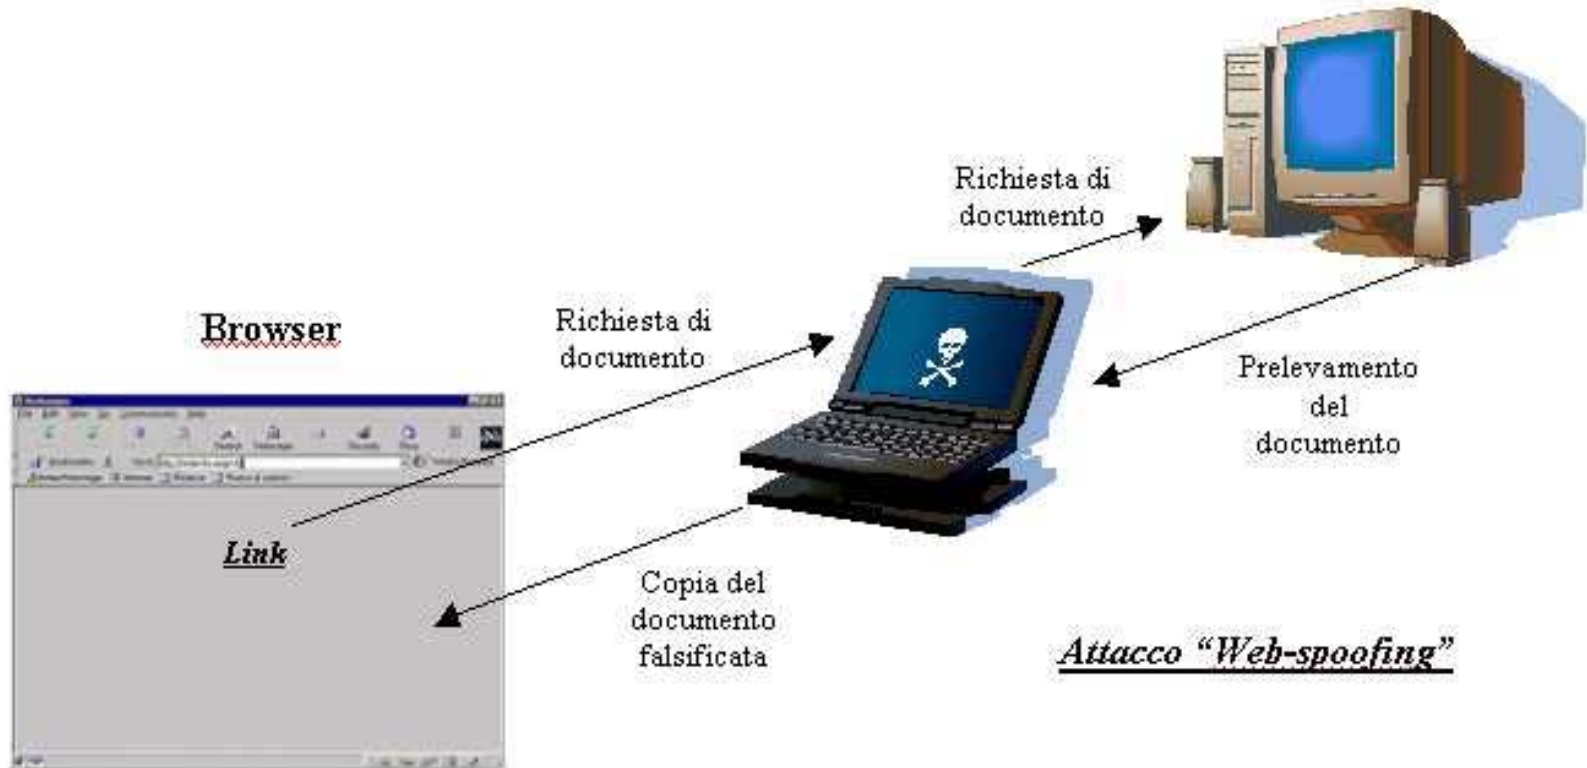 Richiesta di
documento
Browser
Richiesta di
documento
Prelevamento
del
documento
Link
Copia del
documento
falsificata
Attacco “Web-spoofing”